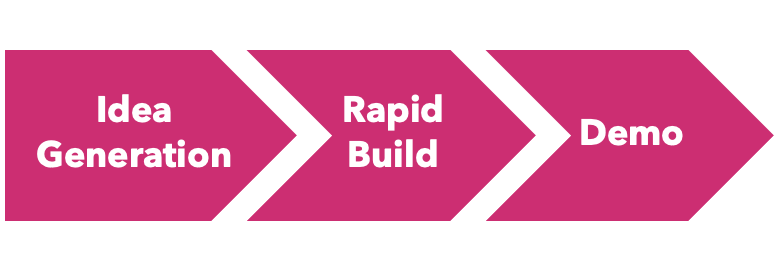 Idea
Generation
Rapid
Build
Demo